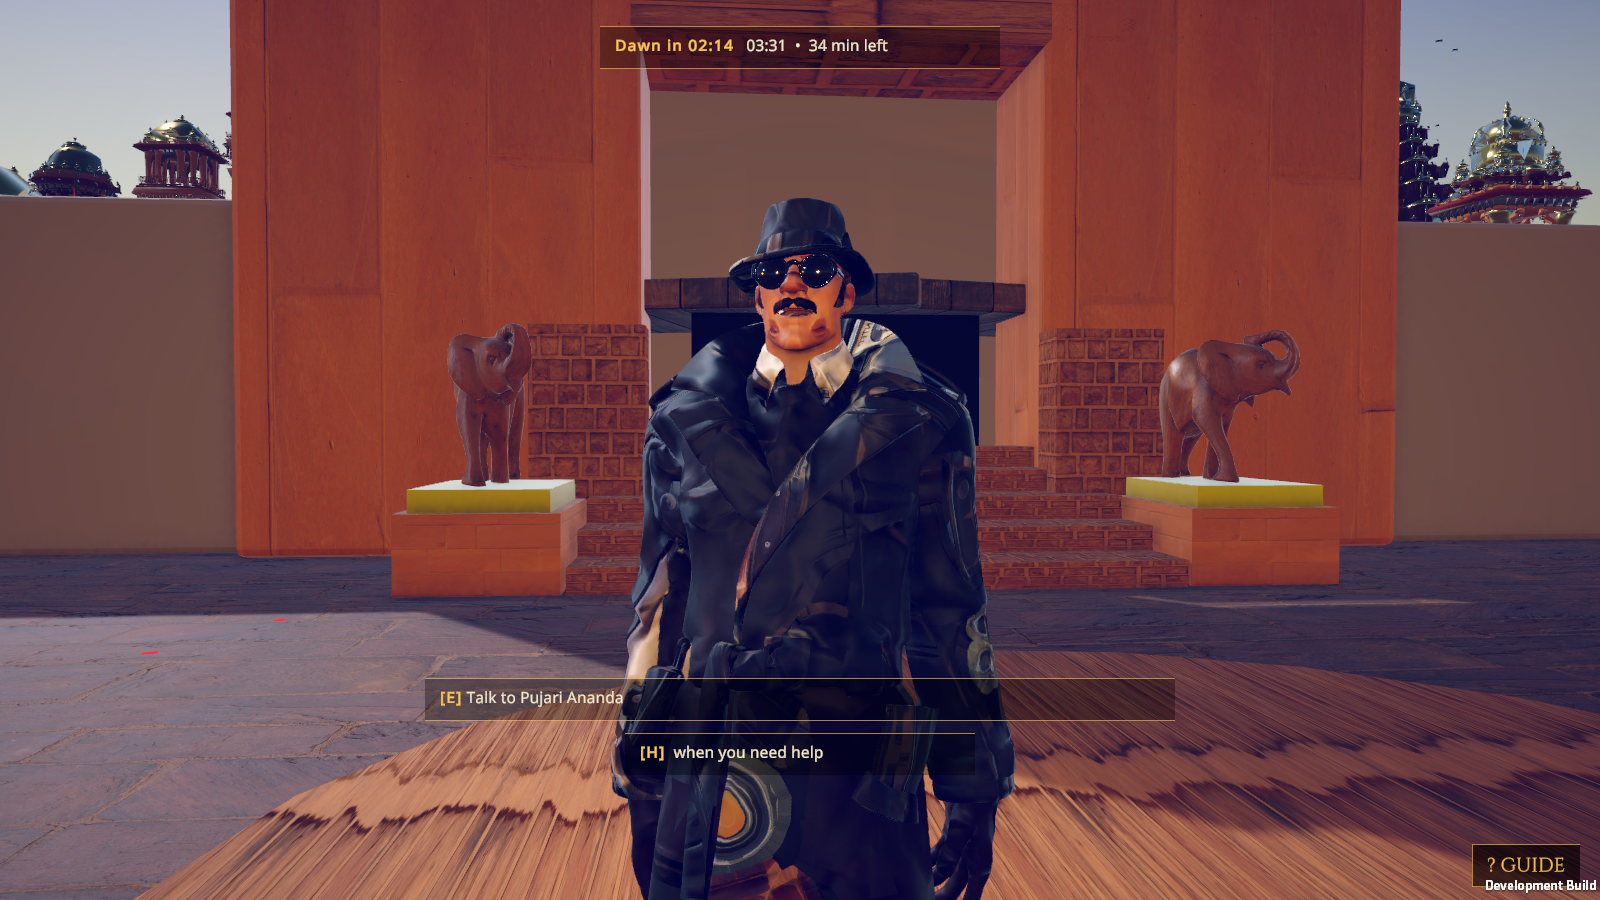 Dawn in 02:14 03:31 • 34 min left
[E] Talk to Pujari Ananda
[H] when you need help
? GUIDE
Development Build